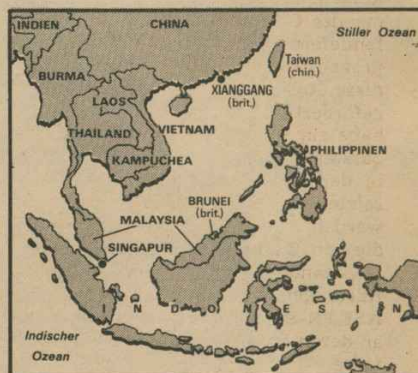 INDIEN
CHINA
Stiller Ozean
Taiwan
(chin.)
BURMA
XIANGGANG
(brit.)
LAOS
THAILAND
VIETNAM
KAMPUCHEA
PHILIPPINEN
BRUNEI
(brit.)
MALAYSIA
SINGAPUR
INDONESIN
Indischer
Ozean